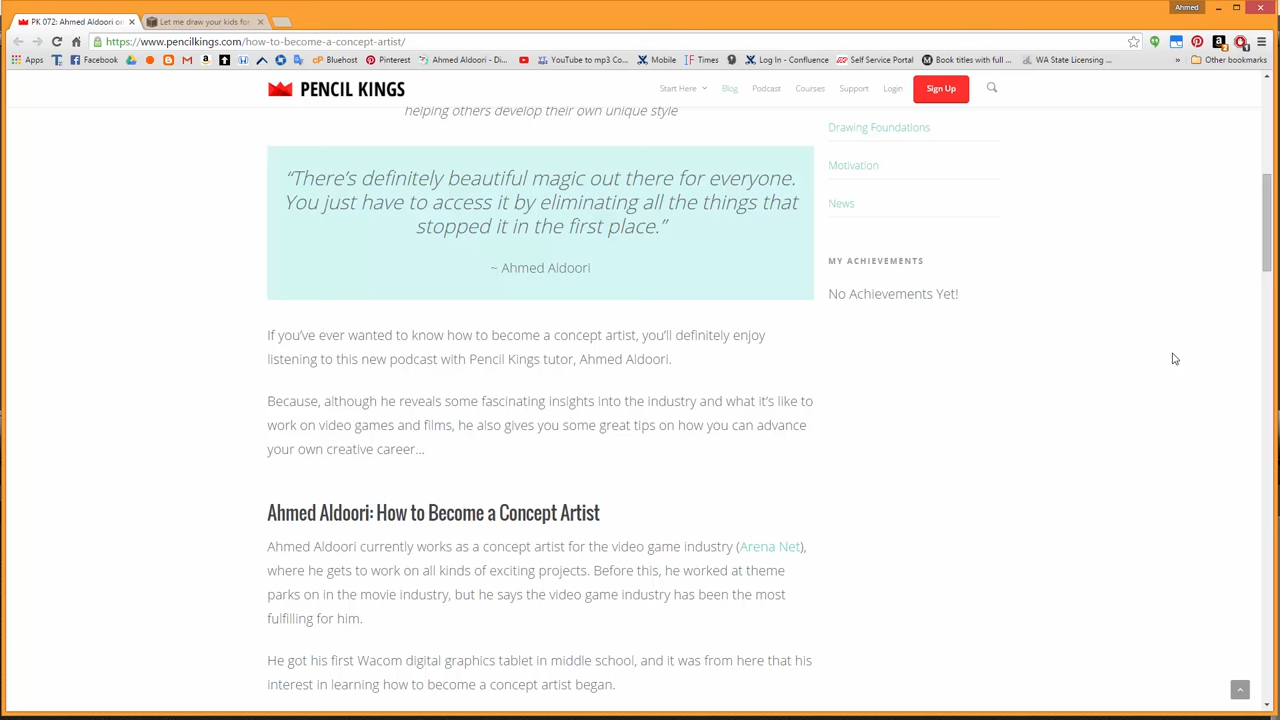 Ahmed
PK 072: Ahmed Aldoori on
Let me draw your kids fo
https://www.pencilkings.com/how-to-become-a-concept-artist/
Apps
Facebook
Bluehost
Pinterest
Ahmed Aldoori - Di...
YouTube to mp3 Co...
Mobile
Times
Log In - Confluence
Self Service Portal
Book titles with full ...
WA State Licensing ...
» Other bookmarks
PENCIL KINGS
Start Here
Blog
Podcast
Courses
Support
Login
Sign Up
helping others develop their own unique style
“There’s definitely beautiful magic out there for everyone.
You just have to access it by eliminating all the things that
stopped it in the first place.”
~ Ahmed Aldoori
If you’ve ever wanted to know how to become a concept artist, you’ll definitely enjoy
listening to this new podcast with Pencil Kings tutor, Ahmed Aldoori.
Because, although he reveals some fascinating insights into the industry and what it’s like to
work on video games and films, he also gives you some great tips on how you can advance
your own creative career…
Ahmed Aldoori: How to Become a Concept Artist
Ahmed Aldoori currently works as a concept artist for the video game industry (Arena Net),
where he gets to work on all kinds of exciting projects. Before this, he worked at theme
parks on in the movie industry, but he says the video game industry has been the most
fulfilling for him.
He got his first Wacom digital graphics tablet in middle school, and it was from here that his
interest in learning how to become a concept artist began.
Drawing Foundations
Motivation
News
MY ACHIEVEMENTS
No Achievements Yet!